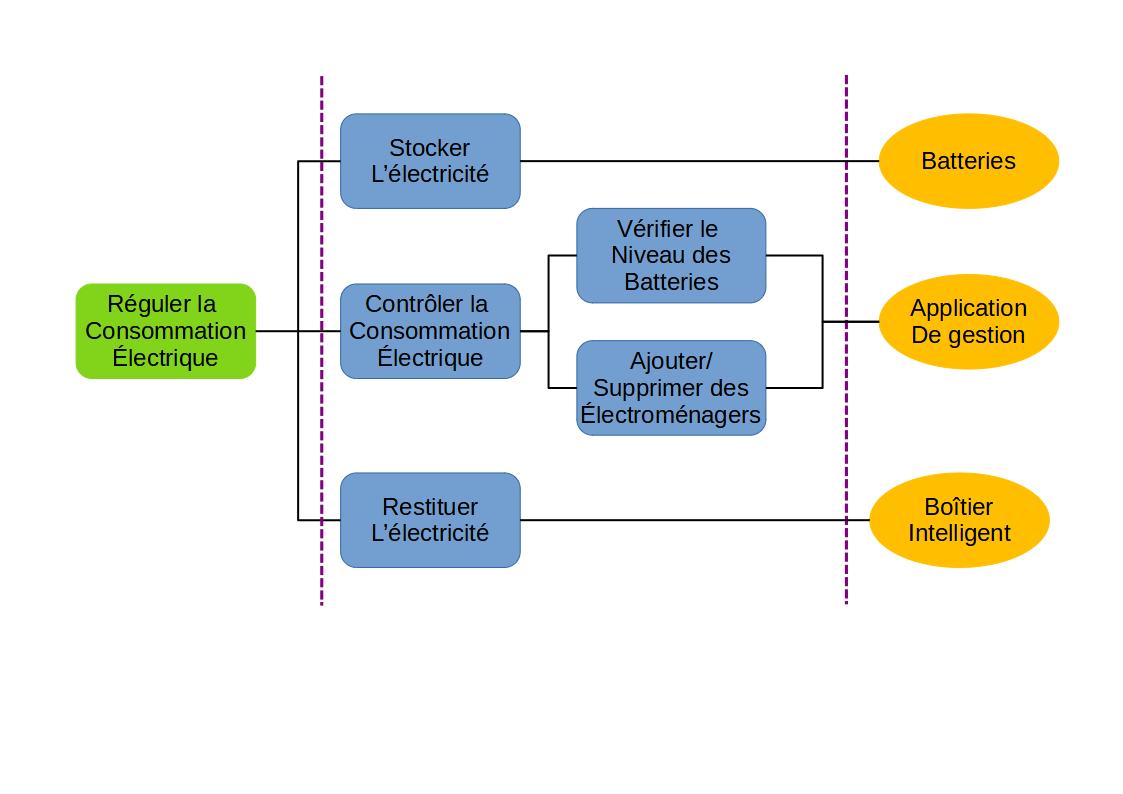 Stocker
L’électricité
Batteries
Vérifier le
Niveau des
Batteries
Réguler la
Consommation
Électrique
Contrôler la
Consommation
Électrique
Application
De gestion
Ajouter/
Supprimer des
Électroménagers
Restituer
L’électricité
Boîtier
Intelligent